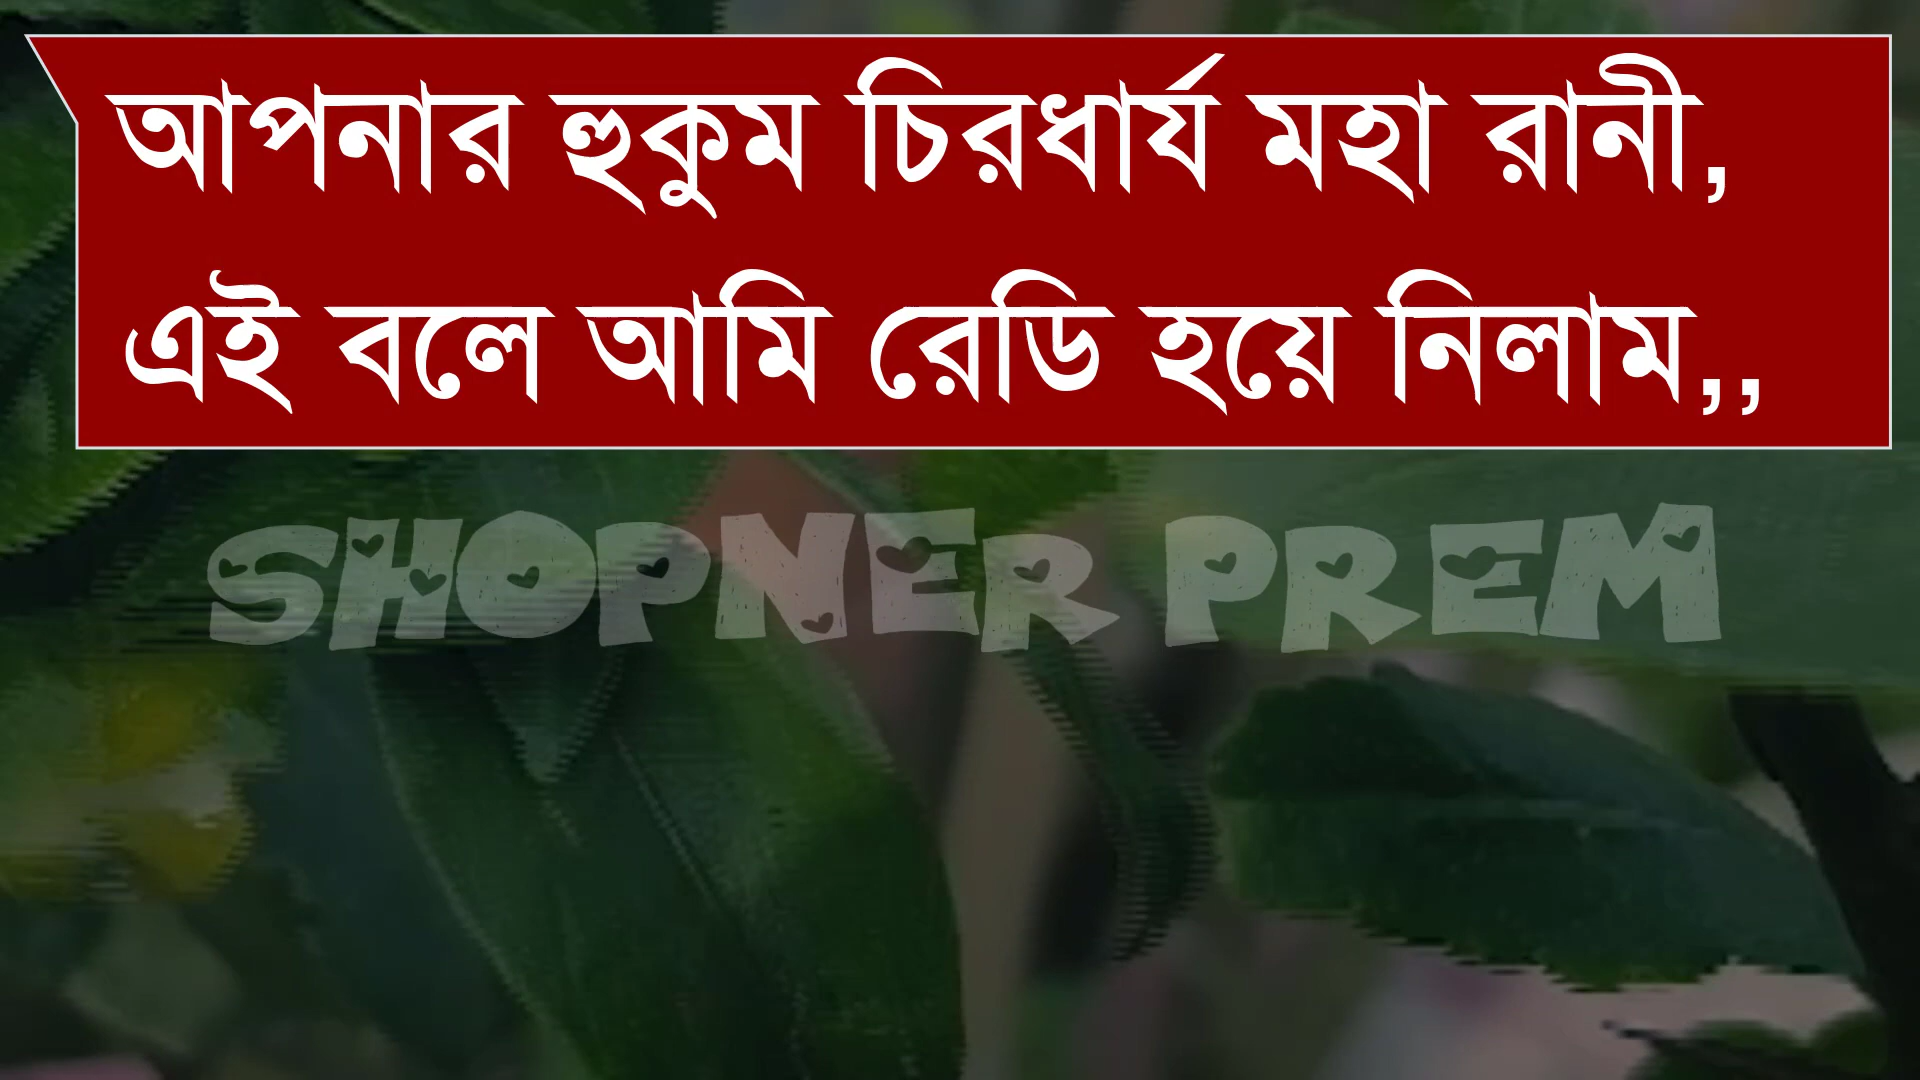 আপনার হুকুম চিরধার্য মহা রানী,
এই বলে আমি রেডি হয়ে নিলাম,,
SHOPNER PREM